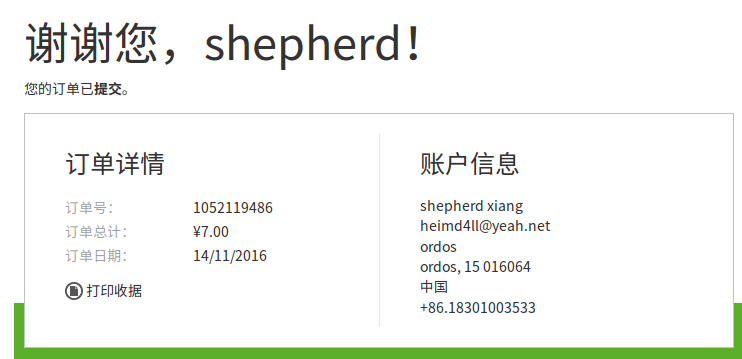 谢谢您，shepherd！
您的订单已提交。
订单详情
订单号： 1052119486
订单总计： ¥7.00
订单日期： 14/11/2016
打印收据
账户信息
shepherd xiang
heimd4ll@yeah.net
ordos
ordos, 15 016064
中国
+86.18301003533